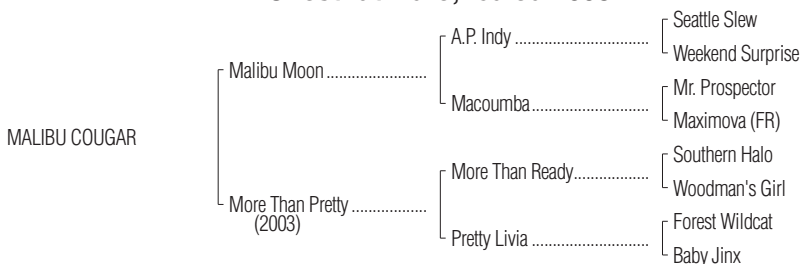 Seattle Slew
A.P. Indy
Weekend Surprise
Malibu Moon
Mr. Prospector
Macoumba
Maximova (FR)
MALIBU COUGAR
Southern Halo
More Than Ready
Woodman's Girl
More Than Pretty
(2003)
Forest Wildcat
Pretty Livia
Baby Jinx